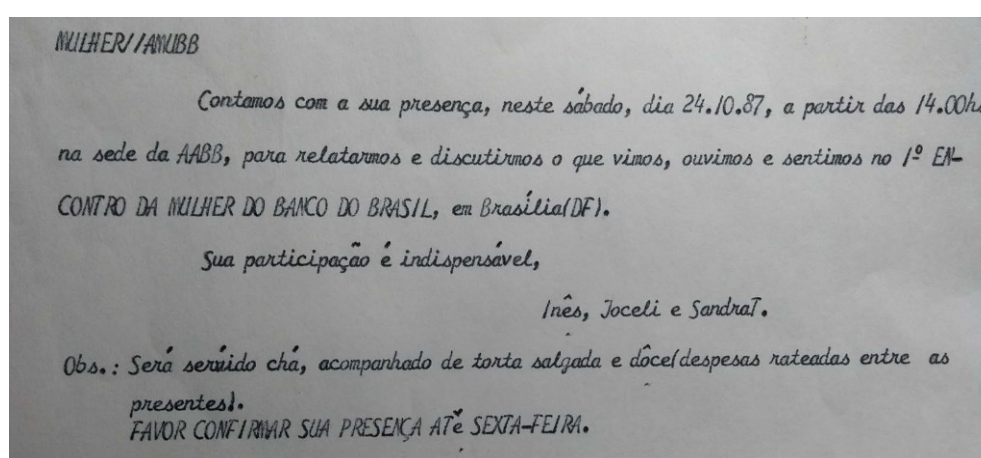 MULHER//AMUBB
Contamos com a sua presença, neste sábado, dia 24.10.87, a partir das 14.00hs
na sede da AABB, para relatarmos e discutirmos o que vimos, ouvimos e sentimos no 1º EN-
CONTRO DA MULHER DO BANCO DO BRASIL, em Brasília(DF).
Sua participação é indispensável,
Inês, Joceli e SandraT.
Obs.: Será servido chá, acompanhado de torta salgada e dôce(despesas rateadas entre as
presentes).
FAVOR CONFIRMAR SUA PRESENÇA ATé SEXTA-FEIRA.